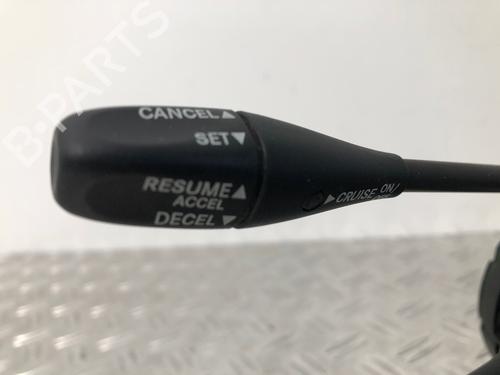 B-PARTS
CANCEL▲
SET▼
RESUME▲
ACCEL
DECEL▼
▶CRUISE ON/